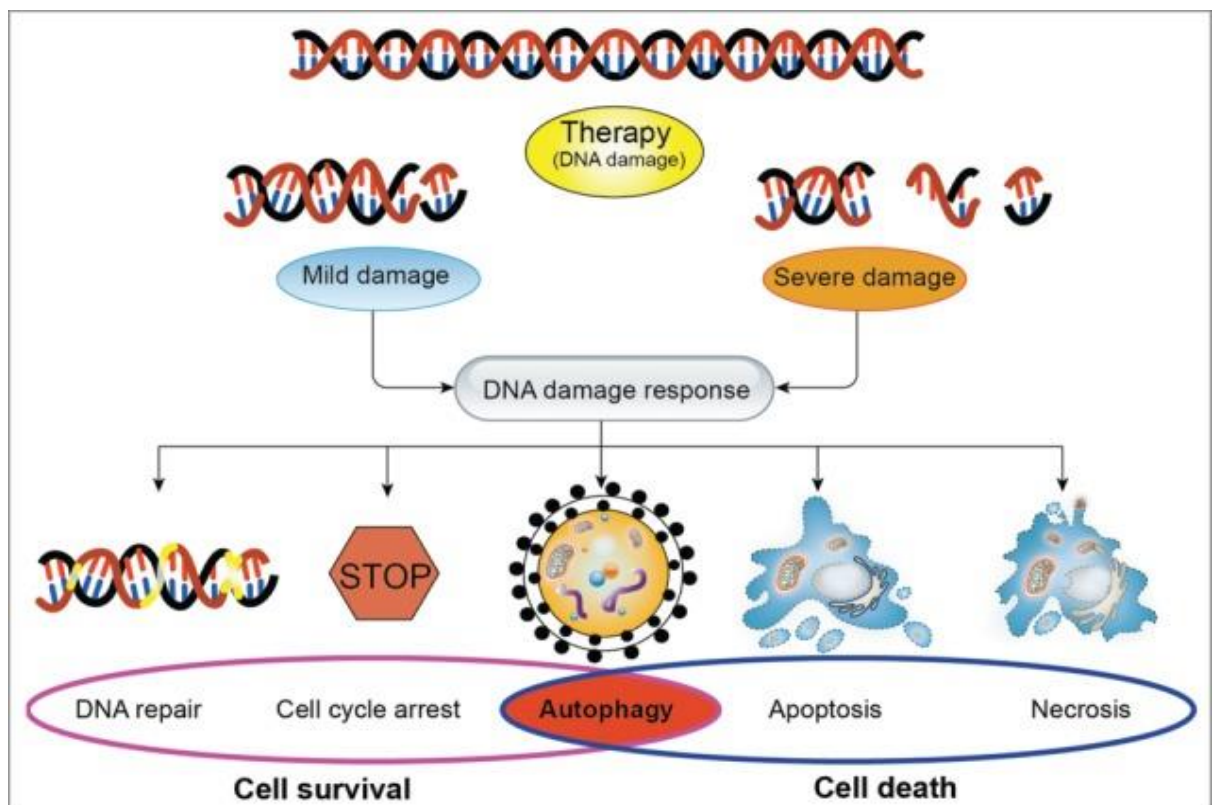 Therapy
(DNA damage)
Mild damage
Severe damage
DNA damage response
STOP
DNA repair
Cell cycle arrest
Autophagy
Apoptosis
Necrosis
Cell survival
Cell death